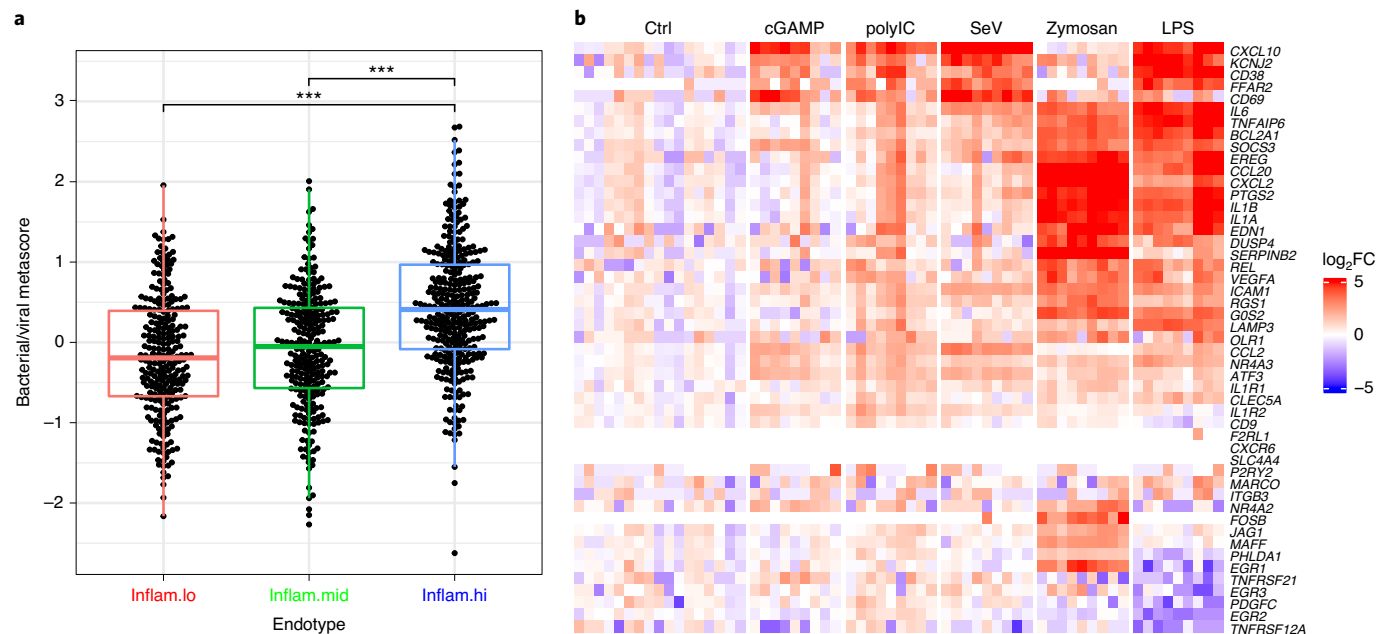 a
Bacterial/viral metascore
3
2
1
0
−1
−2
***
***
Inflam.lo Inflam.mid Inflam.hi
Endotype
b
Ctrl cGAMP polyIC SeV Zymosan LPS
CXCL10
KCNJ2
CD38
FFAR2
CD69
IL6
TNFAIP6
BCL2A1
SOCS3
EREG
CCL20
CXCL2
PTGS2
IL1B
IL1A
EDN1
DUSP4
SERPINB2
REL
VEGFA
ICAM1
RGS1
G0S2
LAMP3
OLR1
CCL2
NR4A3
ATF3
IL1R1
CLEC5A
IL1R2
CD9
F2RL1
CXCR6
SLC4A4
P2RY2
MARCO
ITGB3
NR4A2
FOSB
JAG1
MAFF
PHLDA1
EGR1
TNFRSF21
EGR3
PDGFC
EGR2
TNFRSF12A
log2FC
5
0
−5